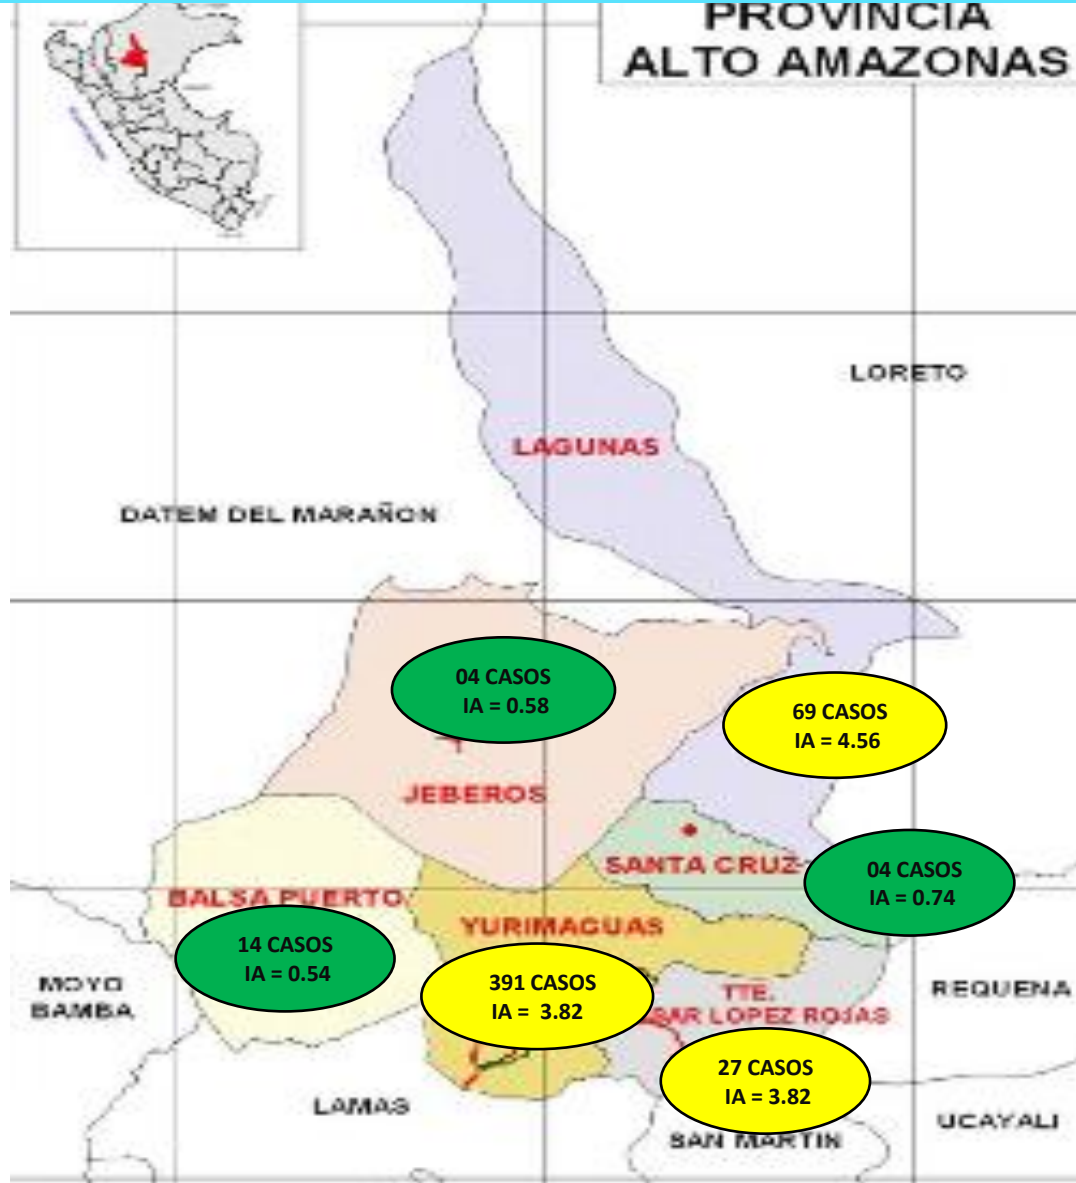 PROVINCIA
ALTO AMAZONAS
LORETO
LAGUNAS
DATEM DEL MARAÑON
04 CASOS
IA = 0.58
69 CASOS
IA = 4.56
JEBEROS
SANTA CRUZ
04 CASOS
IA = 0.74
BALSA PUERTO
YURIMAGUAS
14 CASOS
IA = 0.54
391 CASOS
IA = 3.82
MOYO
BAMBA
REQUENA
TTE.
SAR LOPEZ ROJAS
27 CASOS
IA = 3.82
LAMAS
UCAYALI
SAN MARTIN